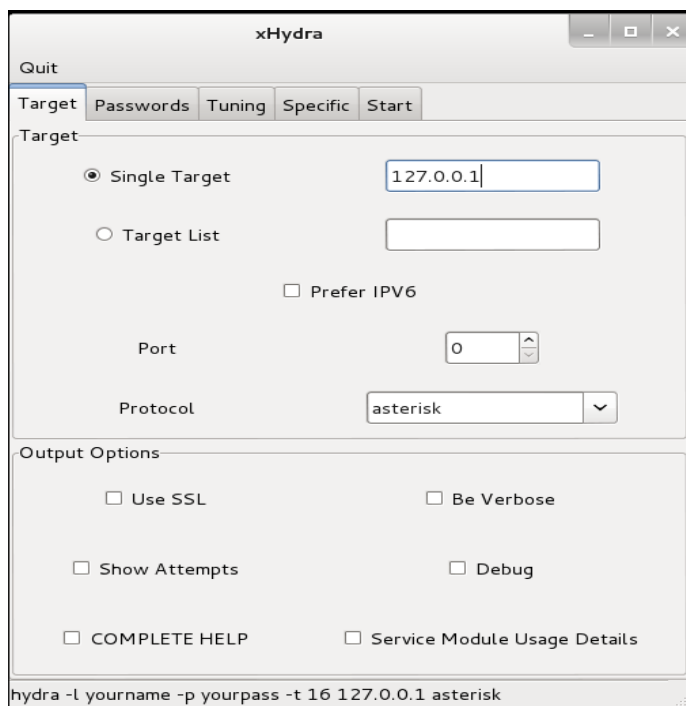 xHydra
Quit
Target Passwords Tuning Specific Start
Target
Single Target 127.0.0.1
Target List
Prefer IPV6
Port 0
Protocol asterisk
Output Options
Use SSL Be Verbose
Show Attempts Debug
COMPLETE HELP Service Module Usage Details
hydra -l yourname -p yourpass -t 16 127.0.0.1 asterisk